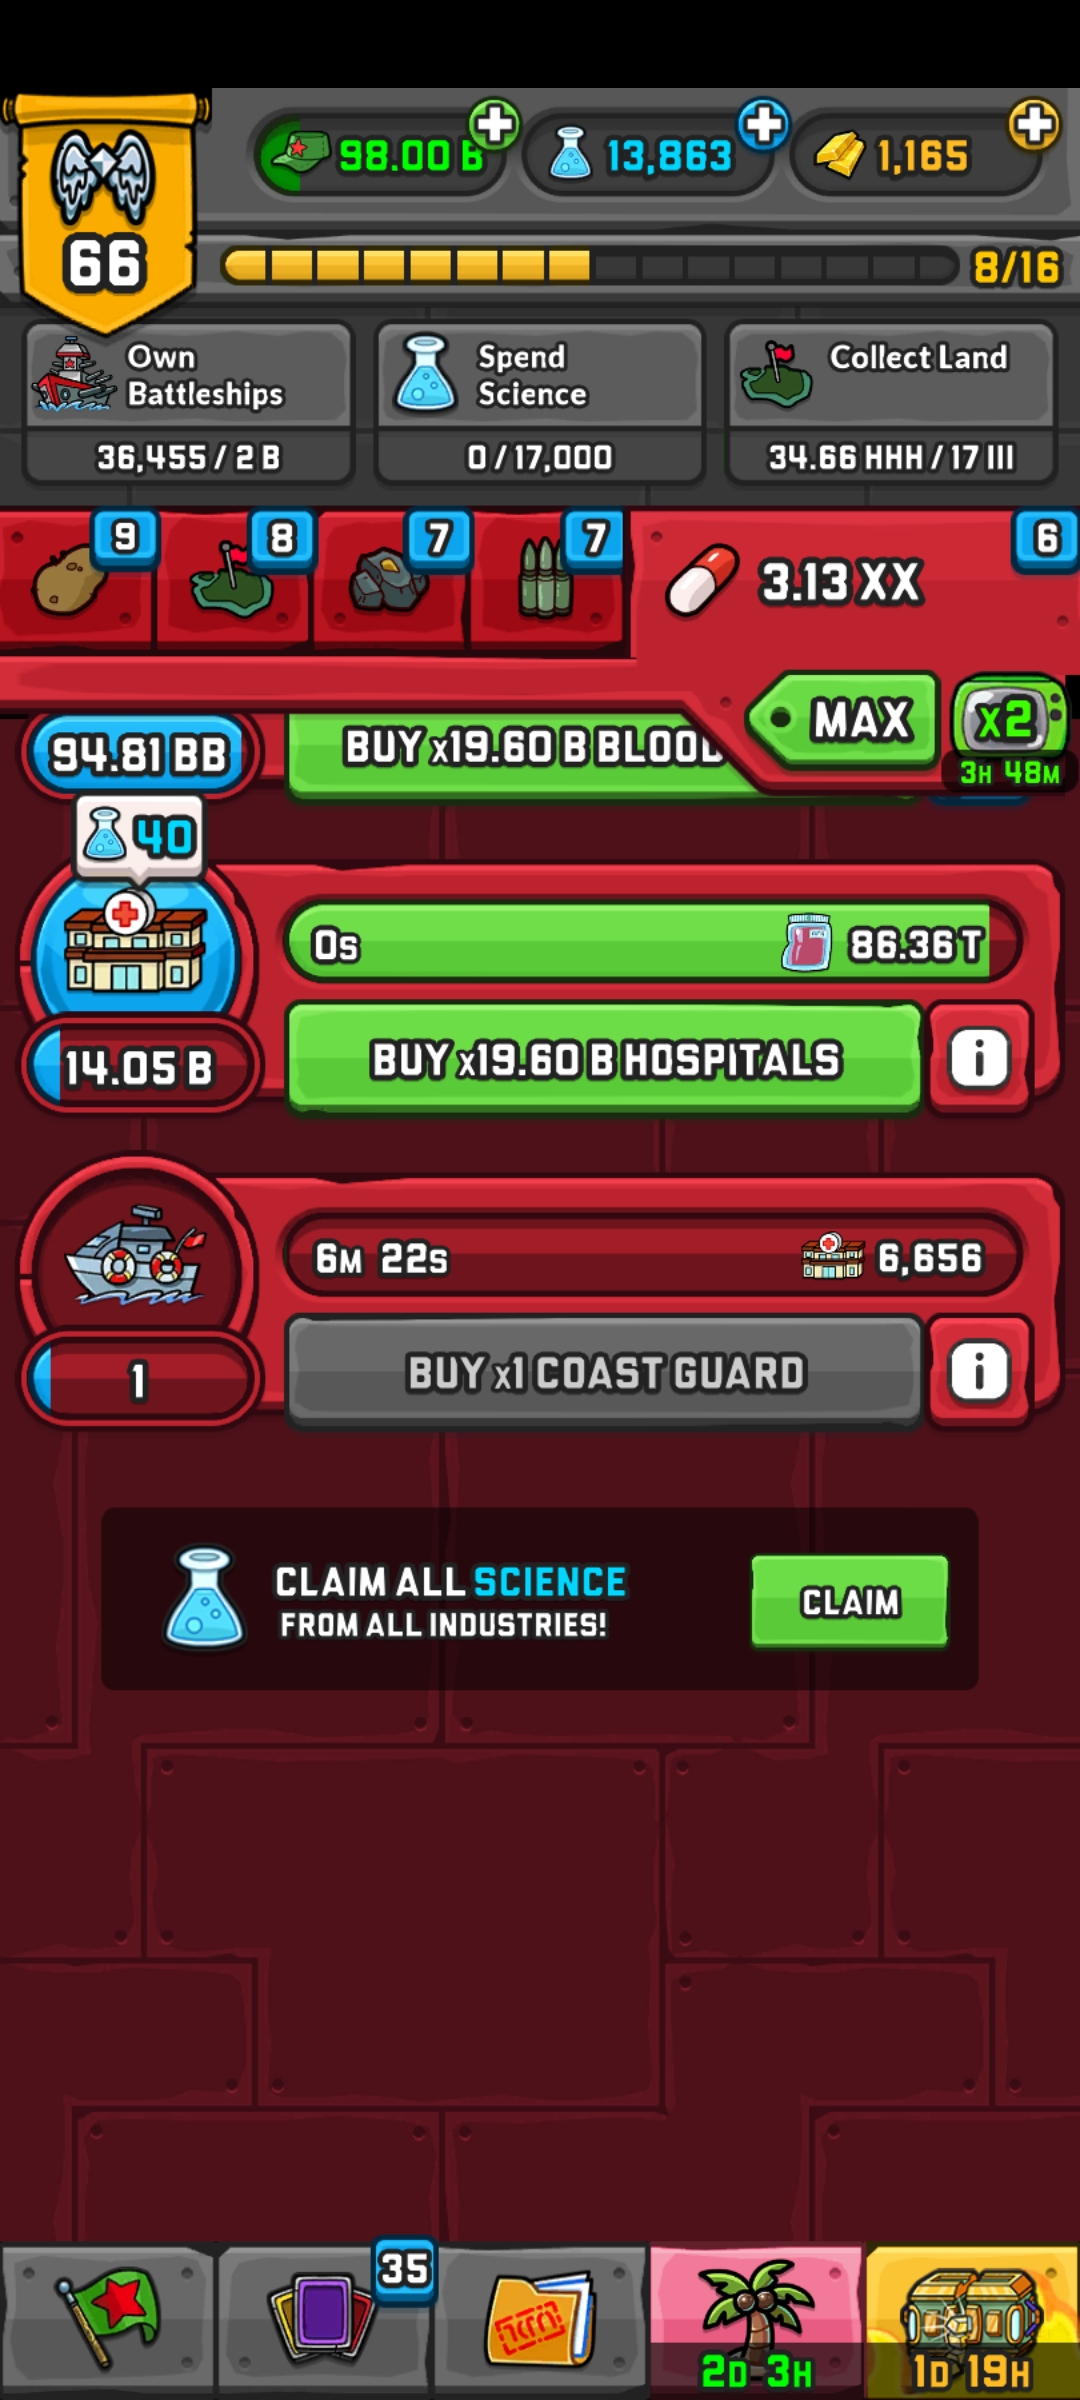 66
98.00 B
13,863
1,165
8/16
Own
Battleships
36,455 / 2 B
Spend
Science
0 / 17,000
Collect Land
34.66 HHH / 17 III
9
8
7
7
6
3.13 XX
MAX
x2
3H 48M
94.81 BB
BUY x19.60 B BLOOD
40
0s
86.36 T
14.05 B
BUY x19.60 B HOSPITALS
i
6M 22s
6,656
1
BUY x1 COAST GUARD
i
CLAIM ALL SCIENCE
FROM ALL INDUSTRIES!
CLAIM
35
2D 3H
1D 19H